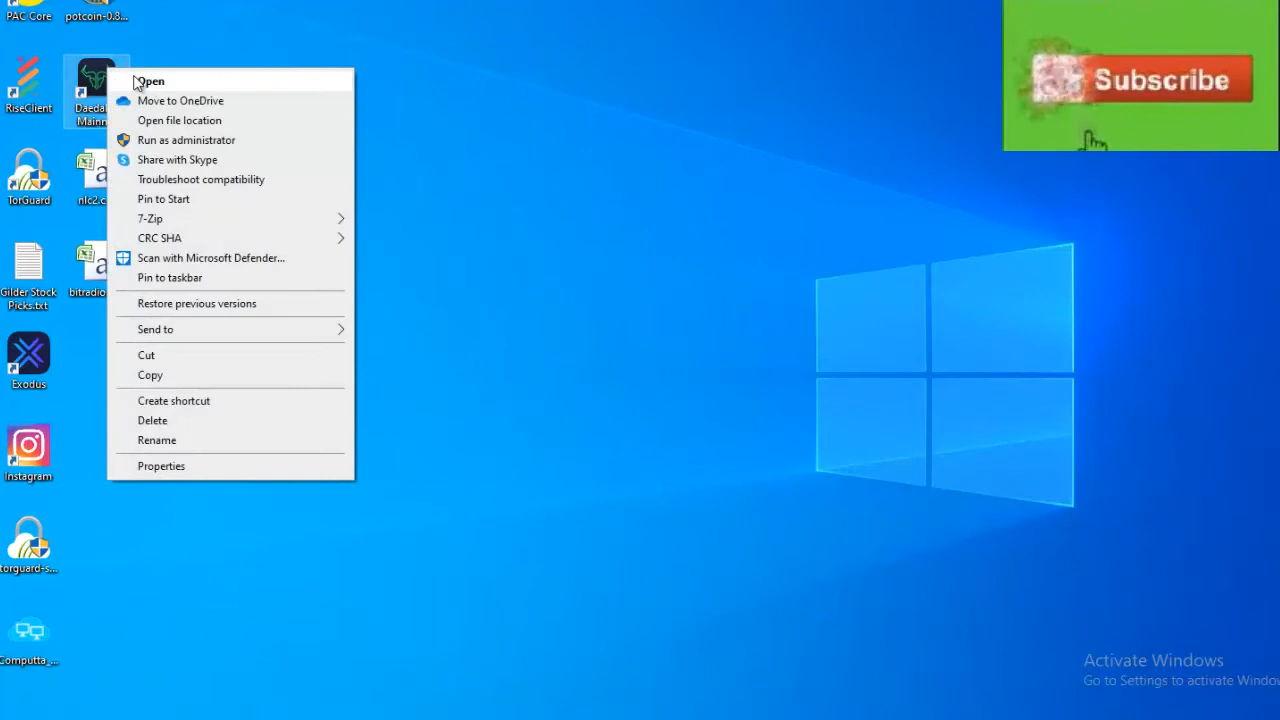 PAC Core
potcoin-0.8...
RiseClient
Daedal
Mainn
TorGuard
nlc2.c
Gilder Stock
Picks.txt
bitradio
Exodus
Instagram
torguard-s...
Computta_...
Open
Move to OneDrive
Open file location
Run as administrator
Share with Skype
Troubleshoot compatibility
Pin to Start
7-Zip
CRC SHA
Scan with Microsoft Defender...
Pin to taskbar
Restore previous versions
Send to
Cut
Copy
Create shortcut
Delete
Rename
Properties
Subscribe
Activate Windows
Go to Settings to activate Windo